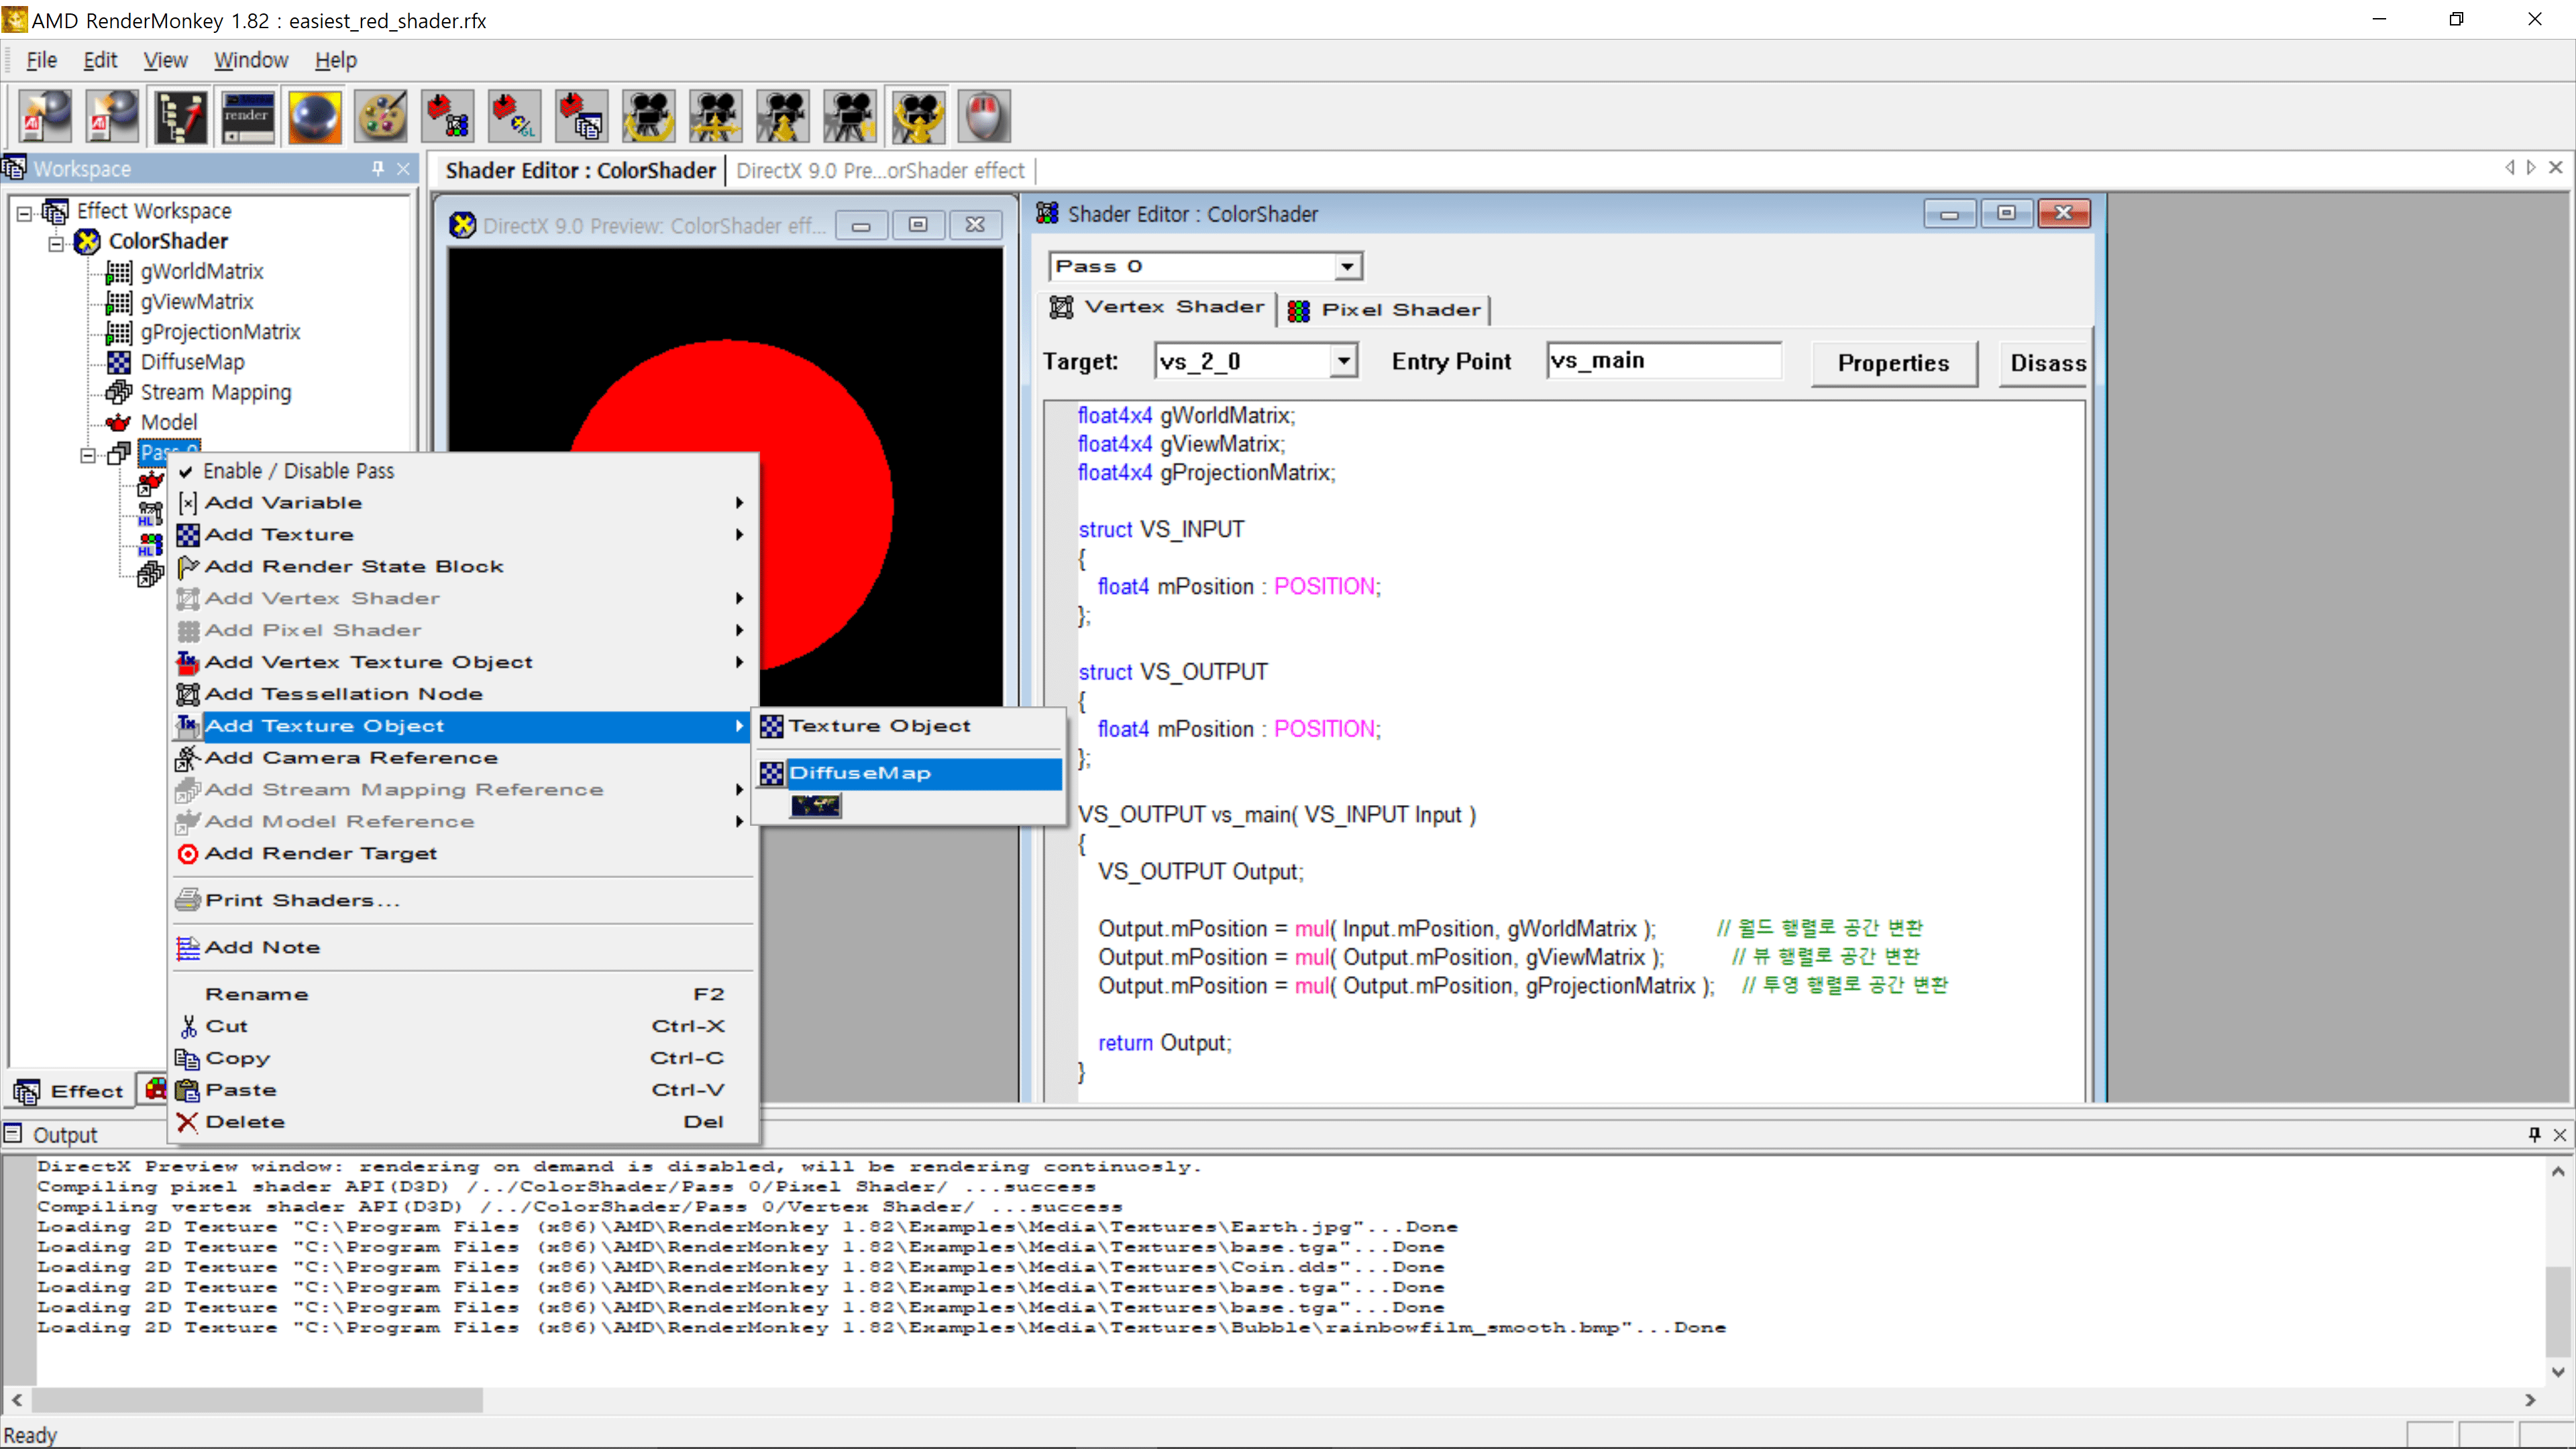 AMD RenderMonkey 1.82 : easiest_red_shader.rfx
File Edit View Window Help
render
Workspace
Shader Editor : ColorShader
DirectX 9.0 Pre...orShader effect
Effect Workspace
ColorShader
gWorldMatrix
gViewMatrix
gProjectionMatrix
DiffuseMap
Stream Mapping
Model
Pass 0
Enable / Disable Pass
Add Variable
Add Texture
Add Render State Block
Add Vertex Shader
Add Pixel Shader
Add Vertex Texture Object
Add Tessellation Node
Add Texture Object
Add Camera Reference
Add Stream Mapping Reference
Add Model Reference
Add Render Target
Print Shaders...
Add Note
Rename F2
Cut Ctrl-X
Copy Ctrl-C
Paste Ctrl-V
Delete Del
Texture Object
DiffuseMap
Effect
DirectX 9.0 Preview: ColorShader eff...
Shader Editor : ColorShader
Pass 0
Vertex Shader Pixel Shader
Target: vs_2_0 Entry Point vs_main Properties Disass
float4x4 gWorldMatrix;
float4x4 gViewMatrix;
float4x4 gProjectionMatrix;
struct VS_INPUT
{
float4 mPosition : POSITION;
};
struct VS_OUTPUT
{
float4 mPosition : POSITION;
};
VS_OUTPUT vs_main( VS_INPUT Input )
{
VS_OUTPUT Output;
Output.mPosition = mul( Input.mPosition, gWorldMatrix ); // 월드 행렬로 공간 변환
Output.mPosition = mul( Output.mPosition, gViewMatrix ); // 뷰 행렬로 공간 변환
Output.mPosition = mul( Output.mPosition, gProjectionMatrix ); // 투영 행렬로 공간 변환
return Output;
}
Output
DirectX Preview window: rendering on demand is disabled, will be rendering continuosly.
Compiling pixel shader API(D3D) /../ColorShader/Pass 0/Pixel Shader/ ...success
Compiling vertex shader API(D3D) /../ColorShader/Pass 0/Vertex Shader/ ...success
Loading 2D Texture "C:\Program Files (x86)\AMD\RenderMonkey 1.82\Examples\Media\Textures\Earth.jpg"...Done
Loading 2D Texture "C:\Program Files (x86)\AMD\RenderMonkey 1.82\Examples\Media\Textures\base.tga"...Done
Loading 2D Texture "C:\Program Files (x86)\AMD\RenderMonkey 1.82\Examples\Media\Textures\Coin.dds"...Done
Loading 2D Texture "C:\Program Files (x86)\AMD\RenderMonkey 1.82\Examples\Media\Textures\base.tga"...Done
Loading 2D Texture "C:\Program Files (x86)\AMD\RenderMonkey 1.82\Examples\Media\Textures\base.tga"...Done
Loading 2D Texture "C:\Program Files (x86)\AMD\RenderMonkey 1.82\Examples\Media\Textures\Bubble\rainbowfilm_smooth.bmp"...Done
Ready